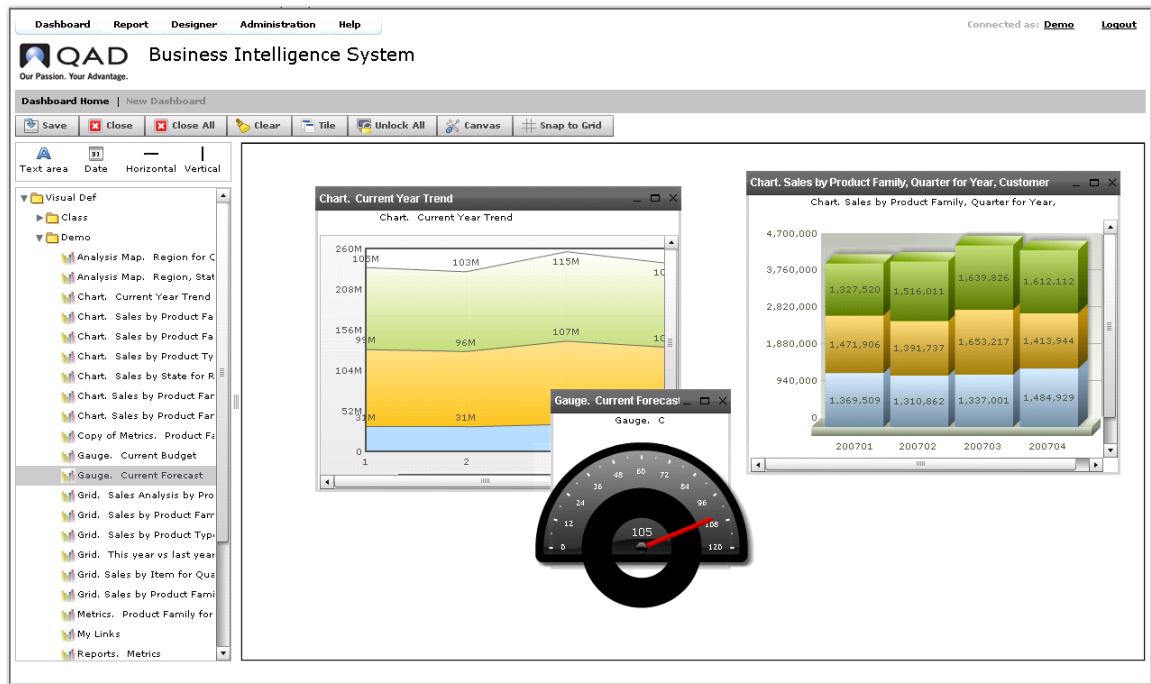 Dashboard Report Designer Administration Help Connected as: Demo Logout
QAD Business Intelligence System
Our Passion. Your Advantage.
Dashboard Home | New Dashboard
Save Close Close All Clear Tile Unlock All Canvas Snap to Grid
Text area Date Horizontal Vertical
Visual Def
Class
Demo
Analysis Map. Region for Q
Analysis Map. Region, Stat
Chart. Current Year Trend
Chart. Sales by Product Fa
Chart. Sales by Product Fa
Chart. Sales by Product Ty
Chart. Sales by State for R
Chart. Sales by Product Far
Chart. Sales by Product Far
Copy of Metrics. Product Fa
Gauge. Current Budget
Gauge. Current Forecast
Grid. Sales Analysis by Pro
Grid. Sales by Product Fam
Grid. Sales by Product Type
Grid. This year vs last year
Grid. Sales by Item for Qua
Grid. Sales by Product Fami
Metrics. Product Family for
My Links
Reports. Metrics
Chart. Current Year Trend
Chart. Current Year Trend
260M
105M 103M 115M 10
208M
156M
99M 96M 107M 10
104M
52M
31M 31M
0
1 2
Gauge. Current Forecast
Gauge. C
0 12 24 36 48 60 72 84 96 108 120
105
Chart. Sales by Product Family, Quarter for Year, Customer
Chart. Sales by Product Family, Quarter for Year,
4,700,000
3,760,000
2,820,000
1,880,000
940,000
0
1,327,520 1,516,011 1,639,826 1,612,112
1,471,906 1,391,737 1,653,217 1,413,944
1,369,509 1,310,862 1,337,001 1,484,929
200701 200702 200703 200704